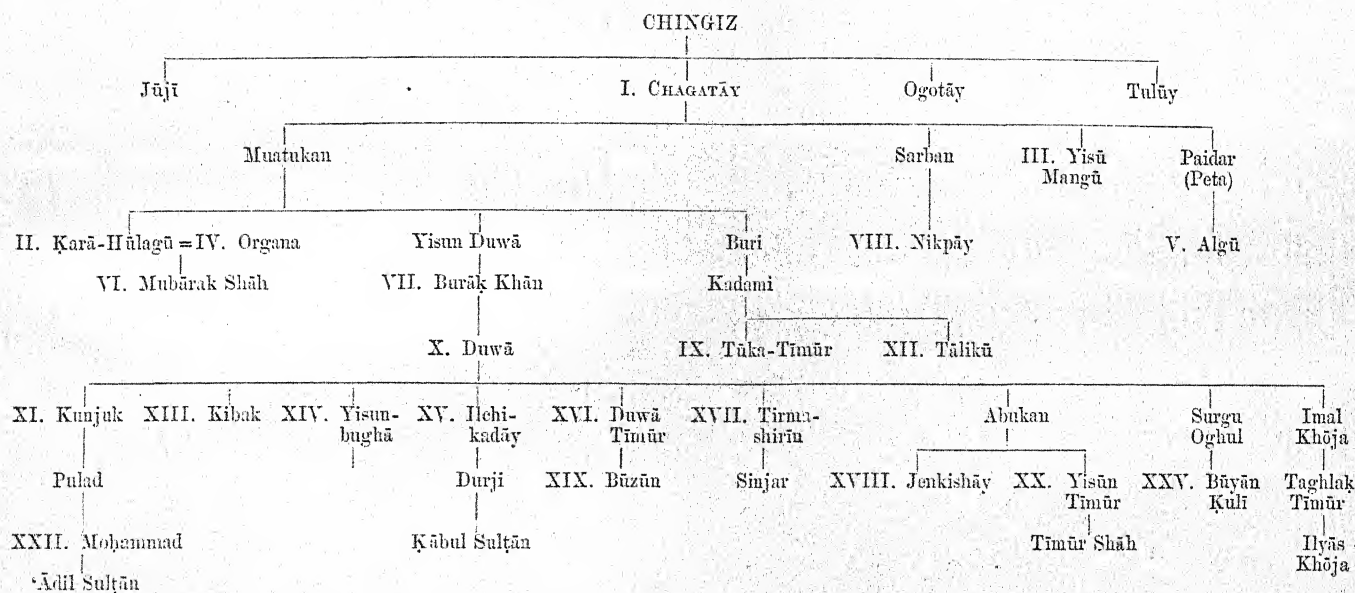 CHINGIZ
Jūjī I. CHAGATĀY Ogotāy Tulūy
Muatukan Sarban III. Yisū Paidar
Mangū (Peta)
II. Ḳarā-Hūlagū = IV. Organa Yisun Duwā Buri VIII. Nikpāy V. Algū
VI. Mubārak Shāh VII. Burāḳ Khān Kadami
X. Duwā IX. Tūka-Tīmūr XII. Tālikū
XI. Kunjuk XIII. Kibak XIV. Yisun- XV. Ilchi- XVI. Duwā XVII. Tirma- Abukan Surgu Imal
bughā kadāy Tīmūr shirīn Oghul Khōja
Pulad Durji XIX. Būzūn Sinjar XVIII. Jenkishāy XX. Yisūn XXV. Būyān Taghlaḳ
Tīmūr Ḳulī Tīmūr
XXII. Moḥammad Ḳābul Sulṭān Tīmūr Shāh Ilyās
Khōja
‘Ādil Sulṭān